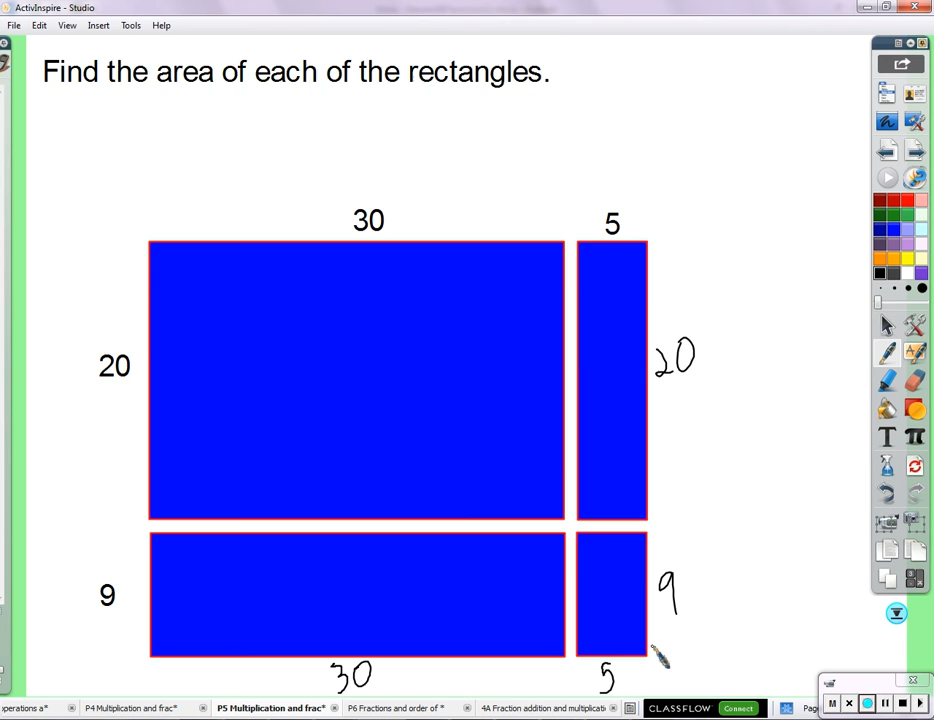 ActivInspire - Studio
File Edit View Insert Tools Help
Find the area of each of the rectangles.
30 5
20 20
9 9
30 5
perations a* P4 Multiplication and frac* P5 Multiplication and frac* P6 Fractions and order of * 4A Fraction addition and multiplicati CLASSFLOW Connect Pag
M